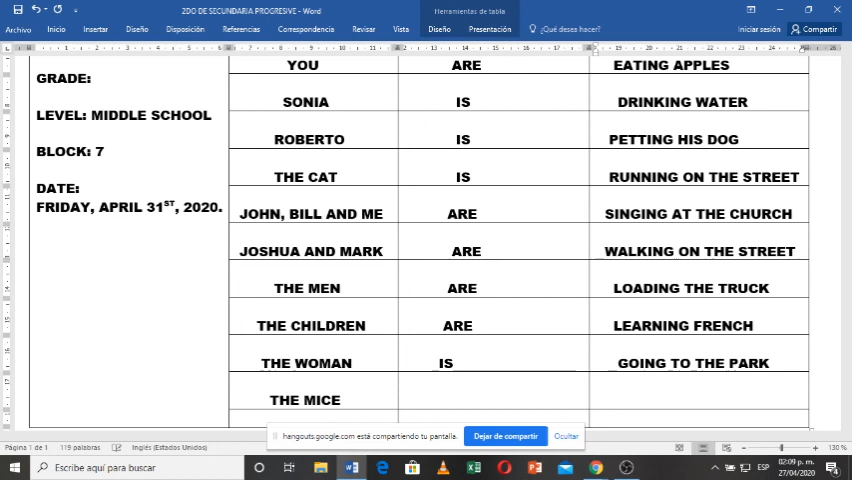 2DO DE SECUNDARIA PROGRESIVE - Word
Herramientas de tabla
Archivo Inicio Insertar Diseño Disposición Referencias Correspondencia Revisar Vista Diseño Presentación ¿Qué desea hacer? Iniciar sesión Compartir
YOU ARE EATING APPLES
GRADE:
SONIA IS DRINKING WATER
LEVEL: MIDDLE SCHOOL
ROBERTO IS PETTING HIS DOG
BLOCK: 7
THE CAT IS RUNNING ON THE STREET
DATE:
FRIDAY, APRIL 31ST, 2020.
JOHN, BILL AND ME ARE SINGING AT THE CHURCH
JOSHUA AND MARK ARE WALKING ON THE STREET
THE MEN ARE LOADING THE TRUCK
THE CHILDREN ARE LEARNING FRENCH
THE WOMAN IS GOING TO THE PARK
THE MICE
hangouts.google.com está compartiendo tu pantalla. Dejar de compartir Ocultar
Página 1 de 1 119 palabras Inglés (Estados Unidos) 130 %
Escribe aquí para buscar ESP 02:09 p. m.
27/04/2020 4